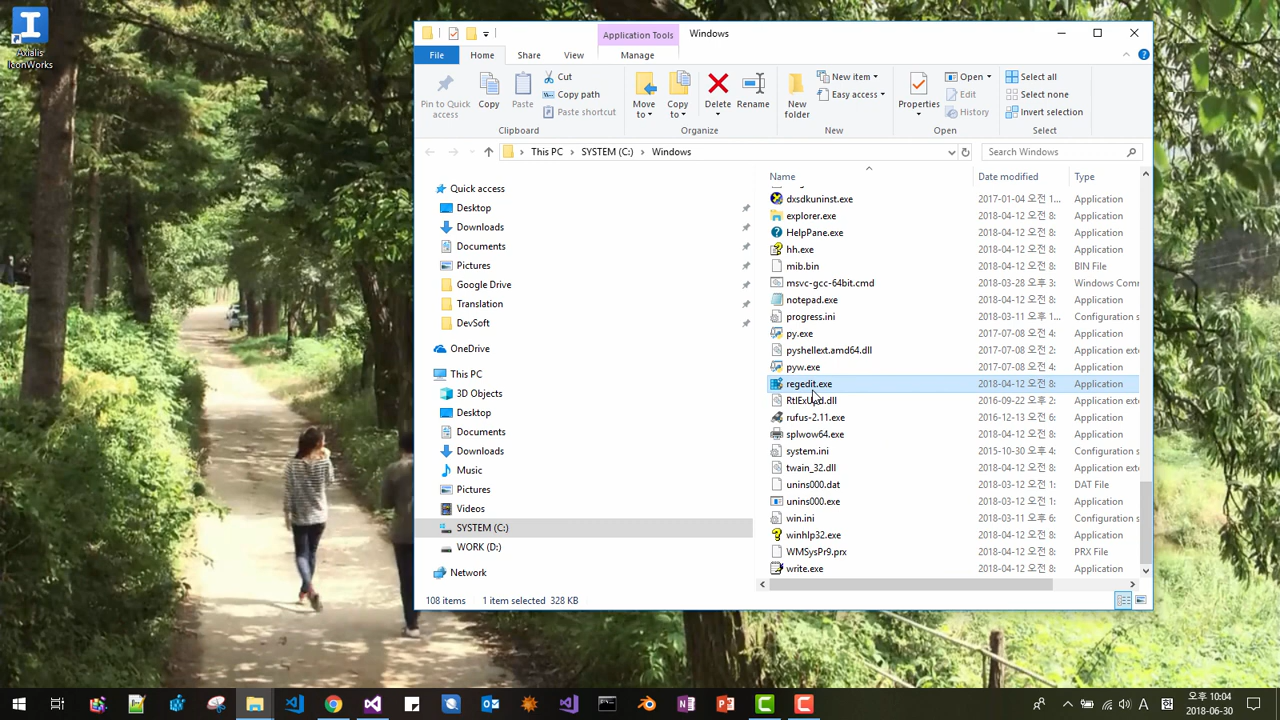 Axialis
IconWorks
Application Tools
Windows
File
Home
Share
View
Manage
Pin to Quick
access
Copy
Paste
Cut
Copy path
Paste shortcut
Clipboard
Move
to
Copy
to
Delete
Rename
Organize
New
folder
New item
Easy access
New
Properties
Open
Edit
History
Open
Select all
Select none
Invert selection
Select
This PC > SYSTEM (C:) > Windows
Search Windows
Quick access
Desktop
Downloads
Documents
Pictures
Google Drive
Translation
DevSoft
OneDrive
This PC
3D Objects
Desktop
Documents
Downloads
Music
Pictures
Videos
SYSTEM (C:)
WORK (D:)
Network
Name Date modified Type
dxsdkuninst.exe 2017-01-04 오전 1... Application
explorer.exe 2018-04-12 오전 8: Application
HelpPane.exe 2018-04-12 오전 8: Application
hh.exe 2018-04-12 오전 8: Application
mib.bin 2018-04-12 오전 8: BIN File
msvc-gcc-64bit.cmd 2018-03-28 오후 3: Windows Comr
notepad.exe 2018-04-12 오전 8: Application
progress.ini 2018-03-11 오후 1... Configuration s
py.exe 2017-07-08 오전 4: Application
pyshellext.amd64.dll 2017-07-08 오전 2: Application exte
pyw.exe 2017-07-08 오전 4: Application
regedit.exe 2018-04-12 오전 8: Application
2016-09-22 오후 2: Application exte
rufus-2.11.exe 2016-12-13 오전 6: Application
splwow64.exe 2018-04-12 오전 8: Application
system.ini 2015-10-30 오후 4: Configuration s
twain_32.dll 2018-04-12 오전 8: Application exte
unins000.dat 2018-03-12 오전 1: DAT File
unins000.exe 2018-03-12 오전 1: Application
win.ini 2018-03-11 오후 6: Configuration s
winhlp32.exe 2018-04-12 오전 8: Application
WMSysPr9.prx 2018-04-12 오전 8: PRX File
write.exe 2018-04-12 오전 8: Application
108 items 1 item selected 328 KB
A
오후 10:04
2018-06-30